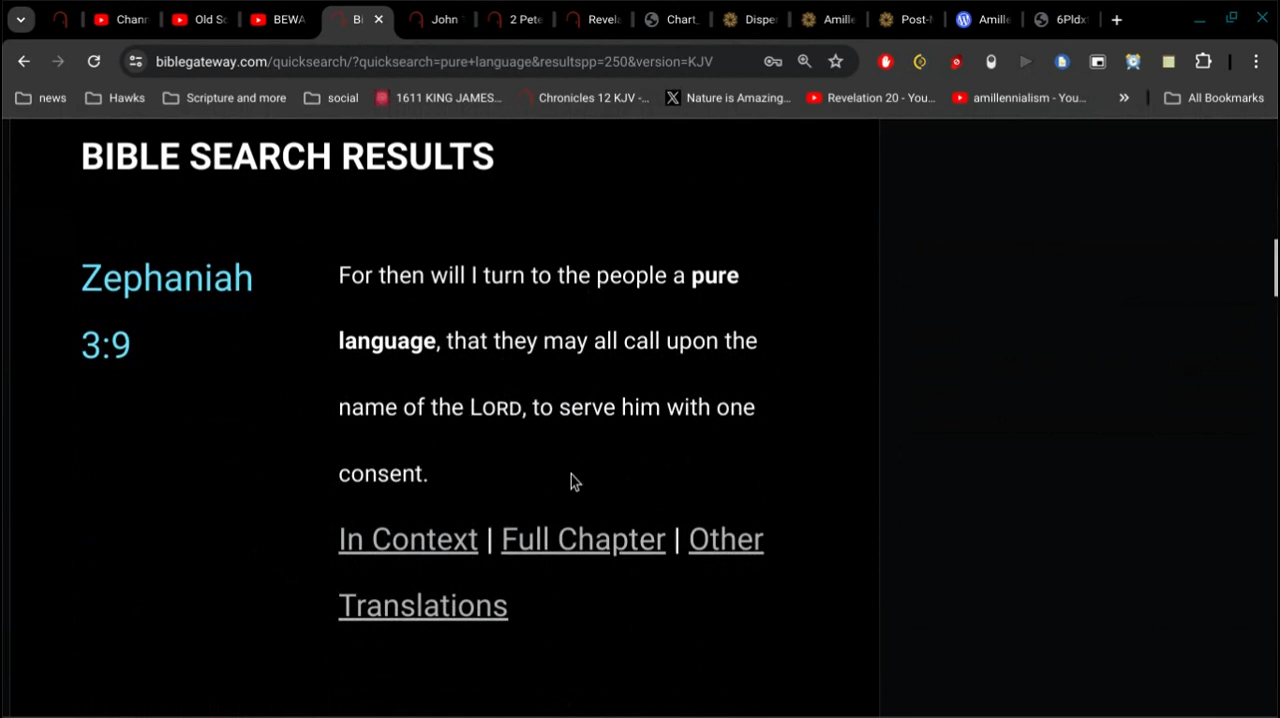 Chann
Old Sc
BEWA
Bi
John
2 Pete
Revela
Chart_
Disper
Amille
Post-
Amille
6Pldx
biblegateway.com/quicksearch/?quicksearch=pure+language&resultspp=250&version=KJV
news
Hawks
Scripture and more
social
1611 KING JAMES...
Chronicles 12 KJV -...
Nature is Amazing...
Revelation 20 - You...
amillennialism - You...
All Bookmarks
BIBLE SEARCH RESULTS
Zephaniah
3:9
For then will I turn to the people a pure
language, that they may all call upon the
name of the LORD, to serve him with one
consent.
In Context | Full Chapter | Other
Translations